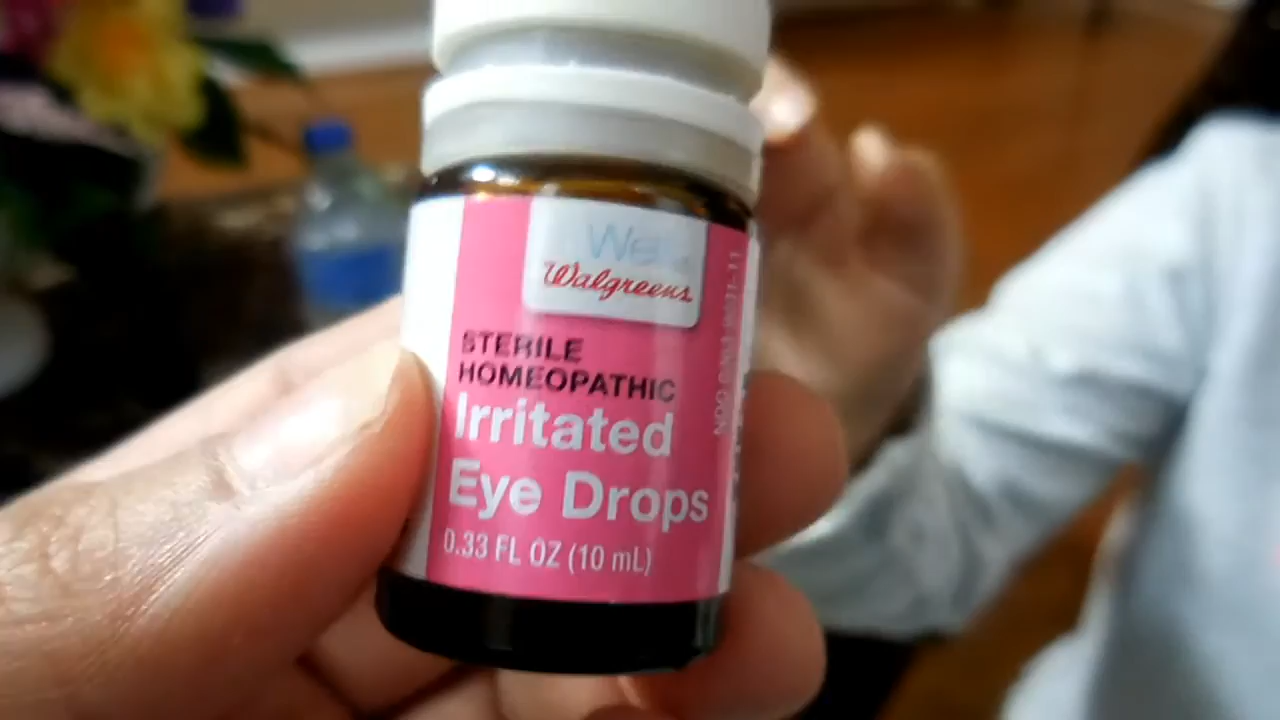 Walgreens
STERILE
HOMEOPATHIC
Irritated
Eye Drops
0.33 FL OZ (10 mL)